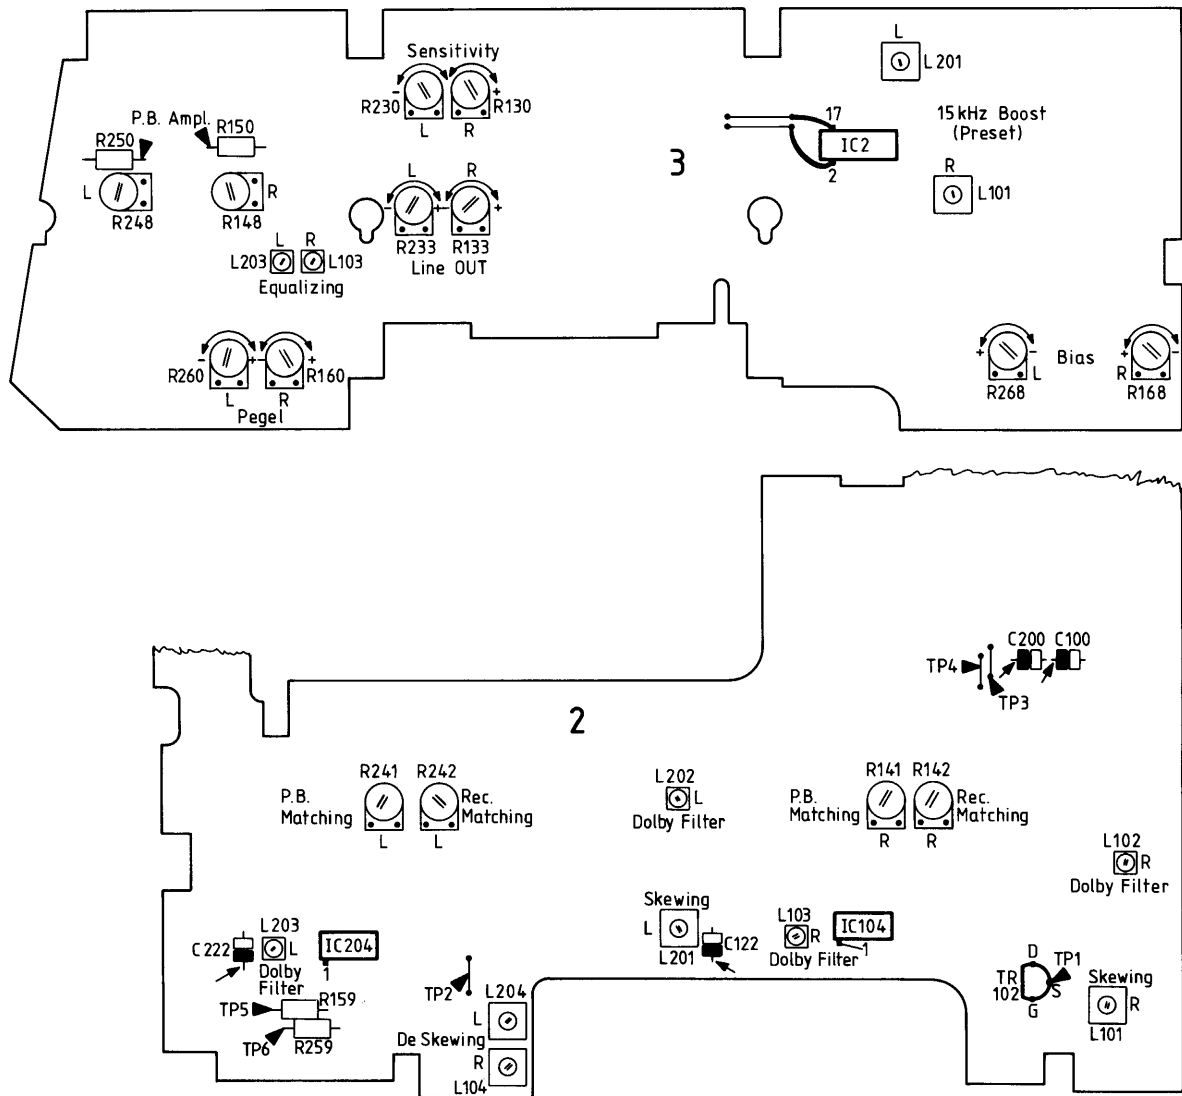 L
Sensitivity
L201
- + - +
R230 R130
L R
P.B. Ampl.
R150
R250
17
15 kHz Boost
(Preset)
IC2
3
2
R
L101
L R
R248 R148
L R
- + - +
R233 R133
Line OUT
L R
L203 L103
Equalizing
- + - +
R260 R160
L R
Pegel
+ - Bias + -
L R
R268 R168
C200 C100
TP4
TP3
2
R241 R242
P.B.
Matching
Rec.
Matching
L L
L202
L
Dolby Filter
R141 R142
P.B.
Matching
Rec.
Matching
R R
L102
R
Dolby Filter
Skewing
L
L201
C122
L103
R
Dolby Filter
IC104
1
L203
C222
L
Dolby
Filter
IC204
1
D
TP1
TR
102
S
G
Skewing
R
L101
TP2
L204
TP5
R159
TP6
R259
L
De Skewing
R
L104